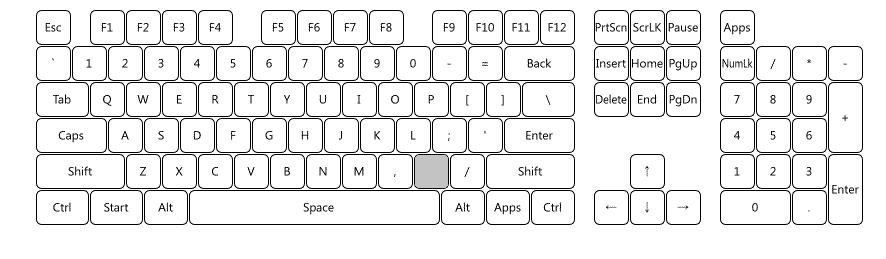 Esc F1 F2 F3 F4 F5 F6 F7 F8 F9 F10 F11 F12 PrtScn ScrLK Pause Apps
` 1 2 3 4 5 6 7 8 9 0 - = Back Insert Home PgUp NumLk / * -
Tab Q W E R T Y U I O P [ ] \ Delete End PgDn 7 8 9 +
Caps A S D F G H J K L ; ' Enter 4 5 6
Shift Z X C V B N M , / Shift ↑ 1 2 3 Enter
Ctrl Start Alt Space Alt Apps Ctrl ← ↓ → 0 .